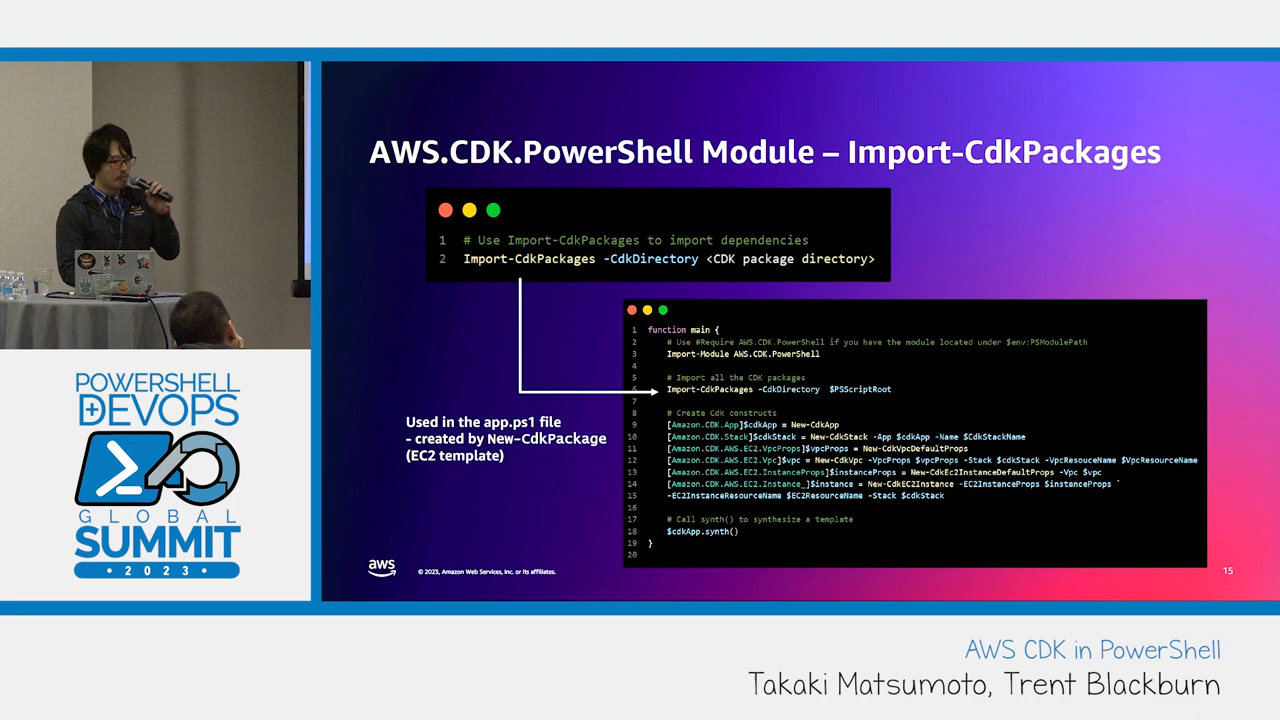 AWS.CDK.PowerShell Module – Import-CdkPackages
1 # Use Import-CdkPackages to import dependencies
2 Import-CdkPackages -CdkDirectory <CDK package directory>
1 function main {
2 # Use #Require AWS.CDK.PowerShell if you have the module located under $env:PSModulePath
3 Import-Module AWS.CDK.PowerShell
4
5 # Import all the CDK packages
6 Import-CdkPackages -CdkDirectory $PSScriptRoot
7
8 # Create Cdk constructs
9 [Amazon.CDK.App]$cdkApp = New-CdkApp
10 [Amazon.CDK.Stack]$cdkStack = New-CdkStack -App $cdkApp -Name $CdkStackName
11 [Amazon.CDK.AWS.EC2.VpcProps]$vpcProps = New-CdkVpcDefaultProps
12 [Amazon.CDK.AWS.EC2.Vpc]$vpc = New-CdkVpc -VpcProps $vpcProps -Stack $cdkStack -VpcResouceName $VpcResourceName
13 [Amazon.CDK.AWS.EC2.InstanceProps]$instanceProps = New-CdkEc2InstanceDefaultProps -Vpc $vpc
14 [Amazon.CDK.AWS.EC2.Instance_]$instance = New-CdkEC2Instance -EC2InstanceProps $instanceProps `
15 -EC2InstanceResourceName $EC2ResourceName -Stack $cdkStack
16
17 # Call synth() to synthesize a template
18 $cdkApp.synth()
19 }
20
Used in the app.ps1 file
- created by New-CdkPackage
(EC2 template)
aws
© 2023, Amazon Web Services, Inc. or its affiliates.
15
POWERSHELL
+DEVOPS
GLOBAL
SUMMIT
• 2 0 2 3 •
AWS CDK in PowerShell
Takaki Matsumoto, Trent Blackburn